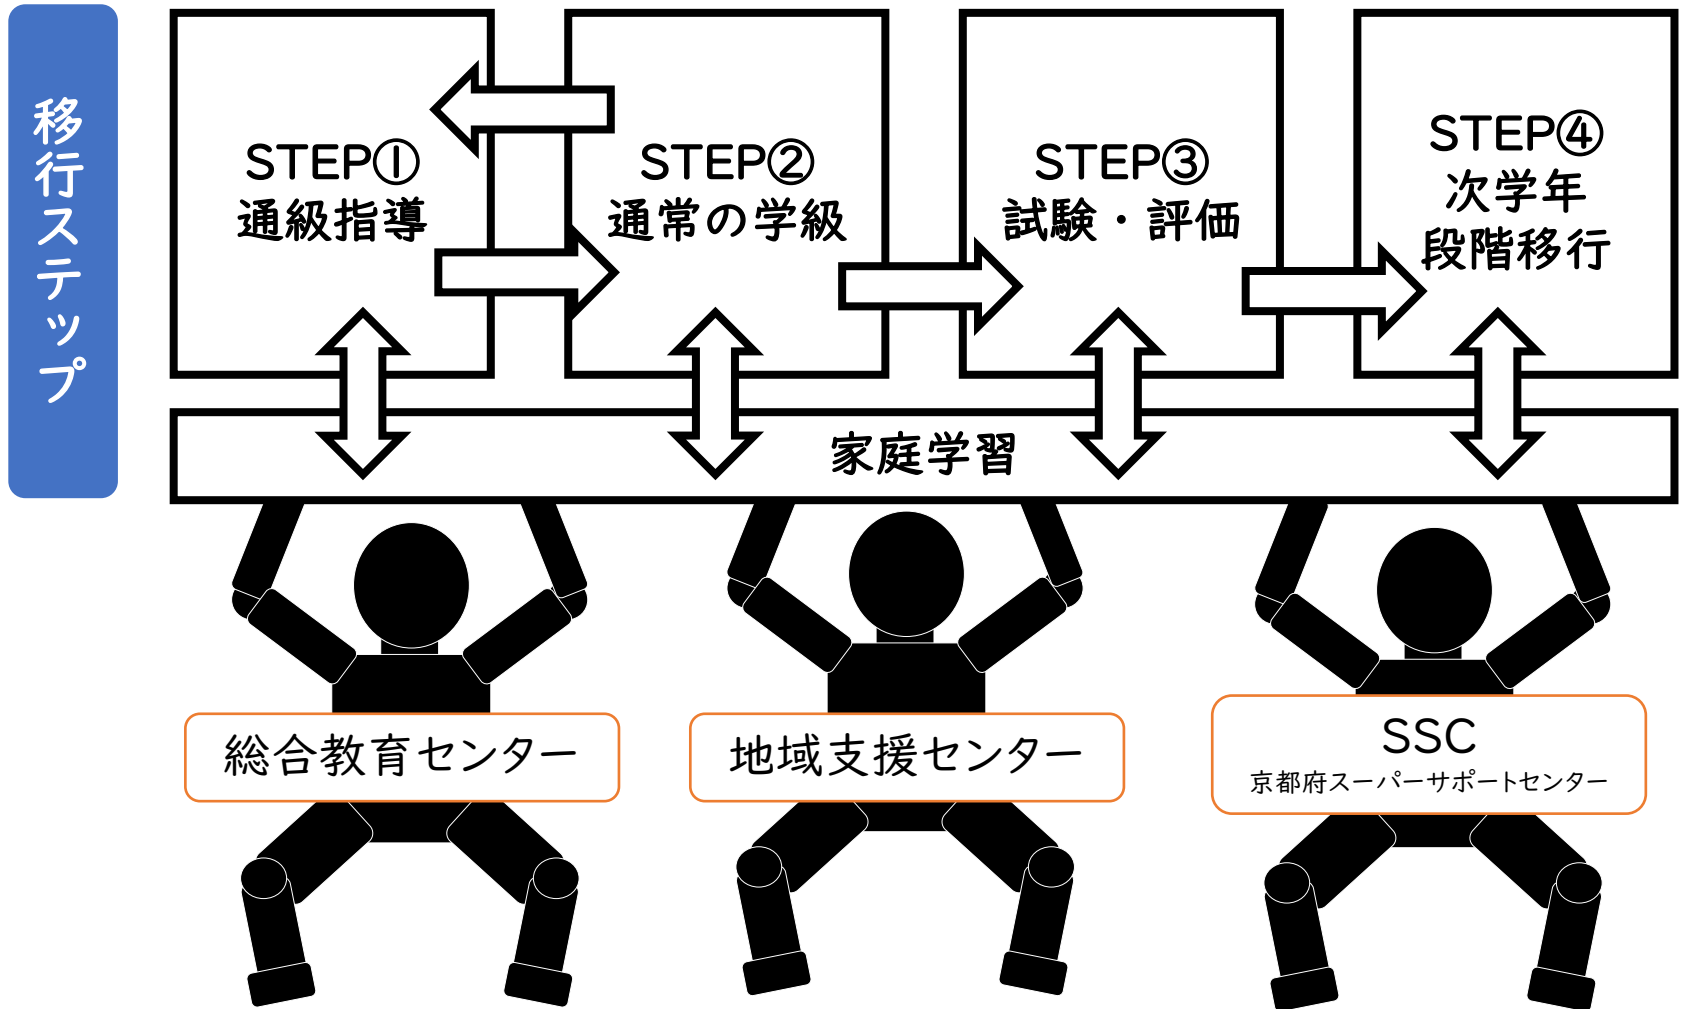 移行ステップ
STEP①
通級指導
STEP②
通常の学級
STEP③
試験・評価
STEP④
次学年
段階移行
家庭学習
総合教育センター
地域支援センター
SSC
京都府スーパーサポートセンター